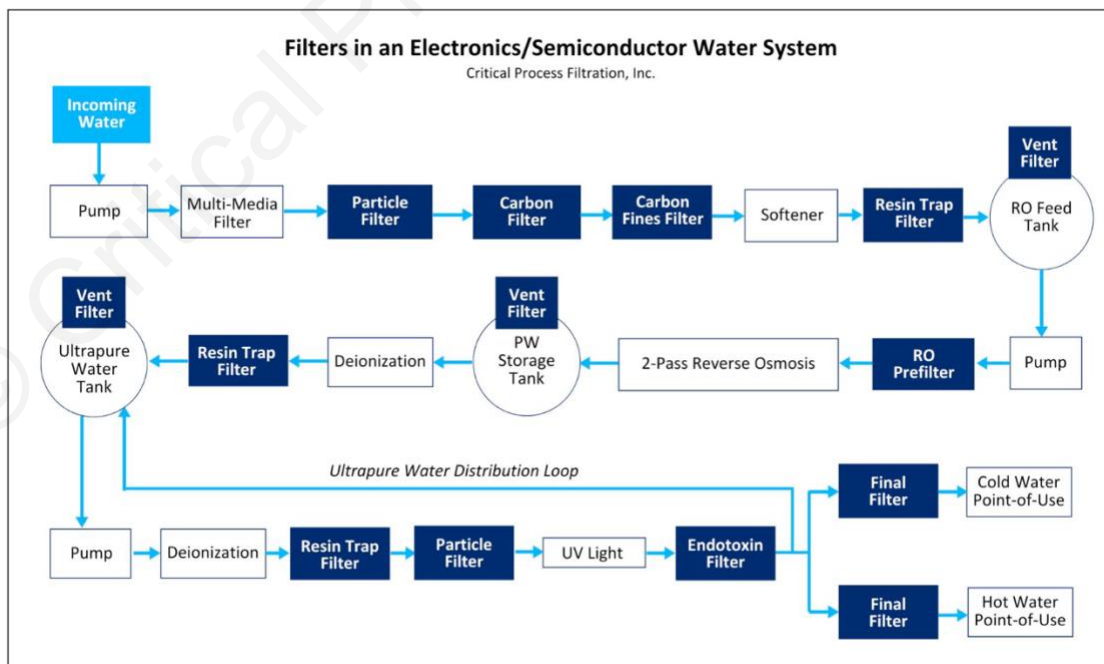 Filters in an Electronics/Semiconductor Water System
Critical Process Filtration, Inc.
Incoming
Water
Pump
Multi-Media
Filter
Particle
Filter
Carbon
Filter
Carbon
Fines Filter
Softener
Resin Trap
Filter
Vent
Filter
RO Feed
Tank
Pump
RO
Prefilter
2-Pass Reverse Osmosis
Vent
Filter
PW
Storage
Tank
Deionization
Resin Trap
Filter
Vent
Filter
Ultrapure
Water
Tank
Ultrapure Water Distribution Loop
Pump
Deionization
Resin Trap
Filter
Particle
Filter
UV Light
Endotoxin
Filter
Final
Filter
Cold Water
Point-of-Use
Final
Filter
Hot Water
Point-of-Use
© Critical Pr